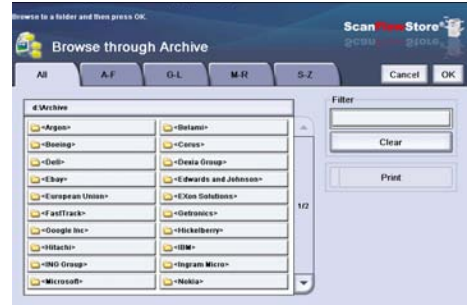 Browse to a folder and then press OK.
ScanFlowStore®
Browse through Archive
All A-F G-L M-R S-Z Cancel OK
d:\Archive
Filter
<Argon> <Belami>
<Boeing> <Corus>
Clear
<Dell> <Dexia Group>
<Ebay> <Edwards and Johnson>
Print
<European Union> <EXon Solutions>
1/2
<FastTrack> <Getronics>
<Google Inc> <Hickelberry>
<Hitachi> <IBM>
<ING Group> <Ingram Micro>
<Microsoft> <Nokia>